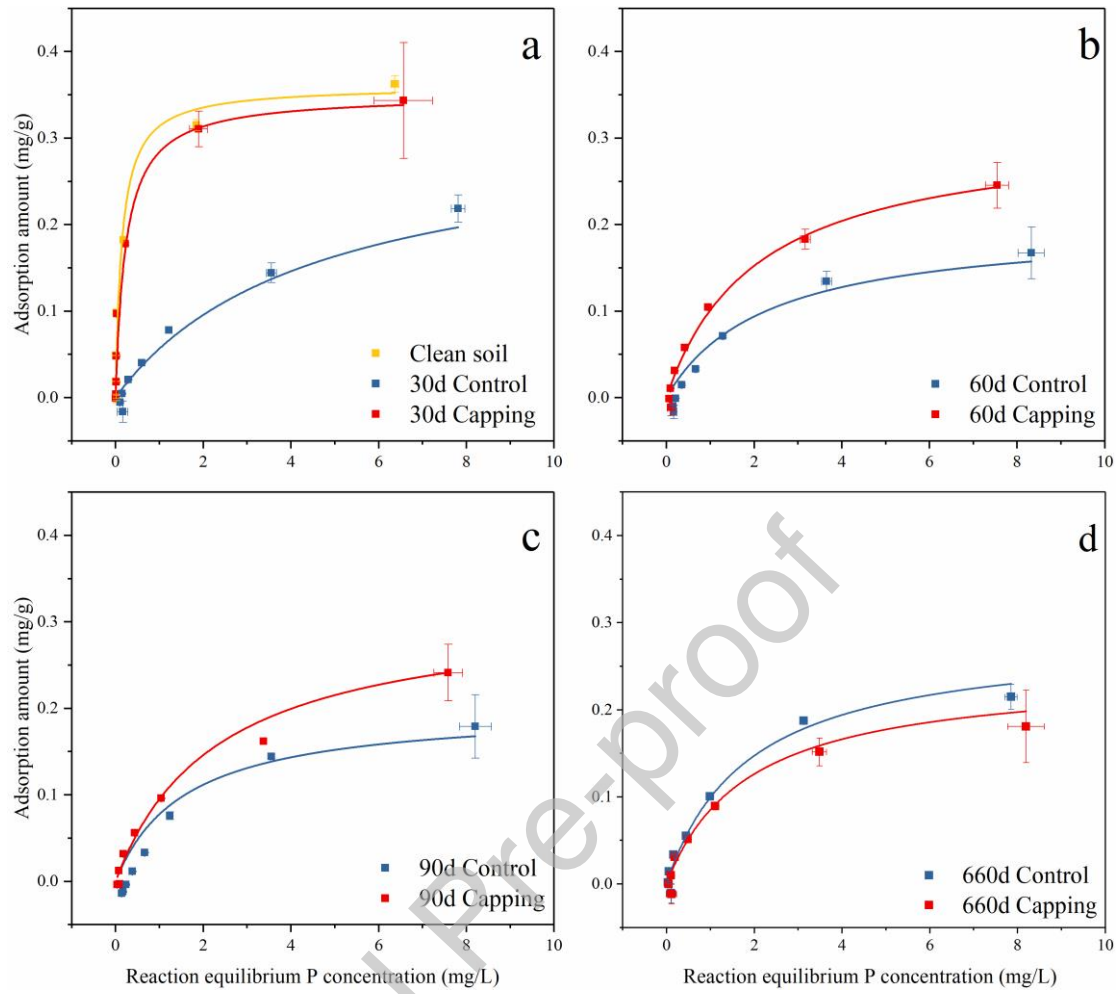 a
0.4
0.3
0.2
0.1
0.0
Adsorption amount (mg/g)
Clean soil
30d Control
30d Capping
0 2 4 6 8 10
b
0.4
0.3
0.2
0.1
0.0
60d Control
60d Capping
0 2 4 6 8 10
c
0.4
0.3
0.2
0.1
0.0
Adsorption amount (mg/g)
90d Control
90d Capping
0 2 4 6 8 10
Reaction equilibrium P concentration (mg/L)
d
0.4
0.3
0.2
0.1
0.0
660d Control
660d Capping
0 2 4 6 8 10
Reaction equilibrium P concentration (mg/L)
Pre-proof